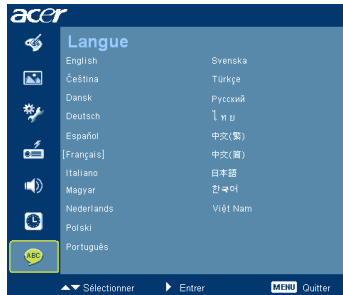 acer
Langue
English
Čeština
Dansk
Deutsch
Español
[Français]
Italiano
Magyar
Nederlands
Polski
Português
Svenska
Türkçe
Русский
ไทย
中文(繁)
中文(简)
日本語
한국어
Việt Nam
ABC
Sélectionner Entrer MENU Quitter